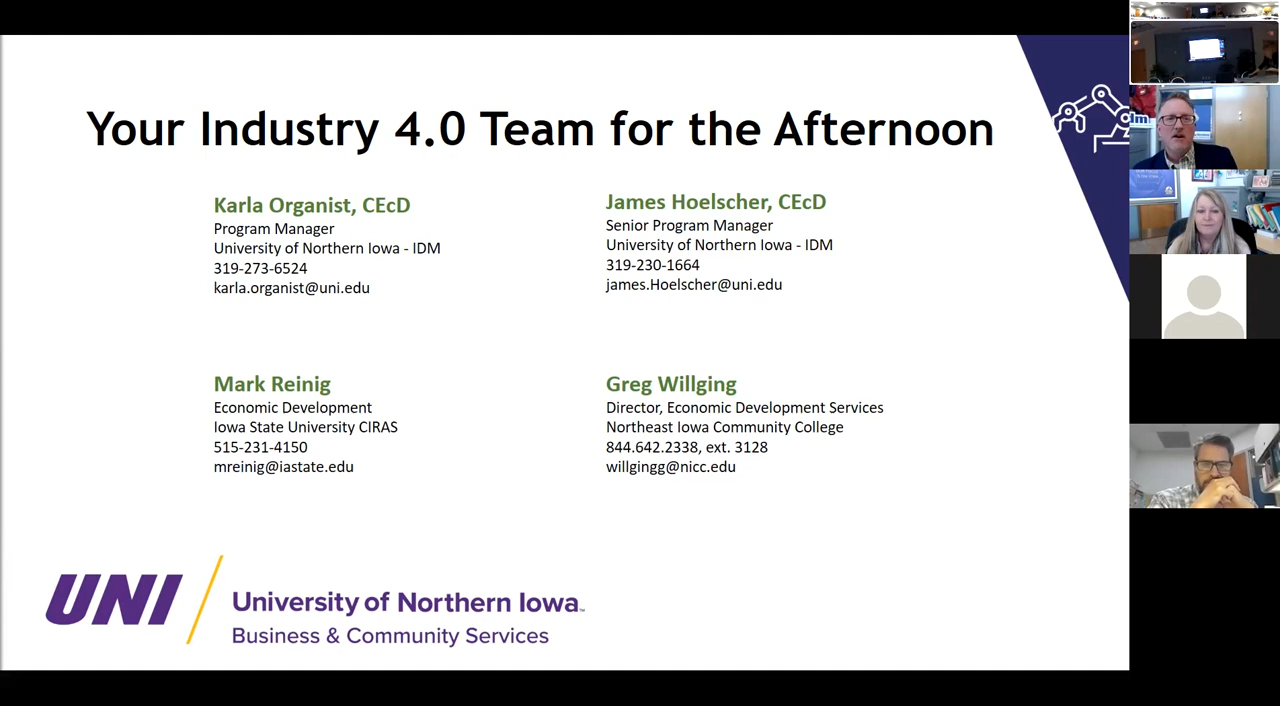 Your Industry 4.0 Team for the Afternoon
Karla Organist, CEcD
Program Manager
University of Northern Iowa - IDM
319-273-6524
karla.organist@uni.edu
James Hoelscher, CEcD
Senior Program Manager
University of Northern Iowa - IDM
319-230-1664
james.Hoelscher@uni.edu
Mark Reinig
Economic Development
Iowa State University CIRAS
515-231-4150
mreinig@iastate.edu
Greg Willging
Director, Economic Development Services
Northeast Iowa Community College
844.642.2338, ext. 3128
willgingg@nicc.edu
UNI
University of Northern Iowa™
Business & Community Services